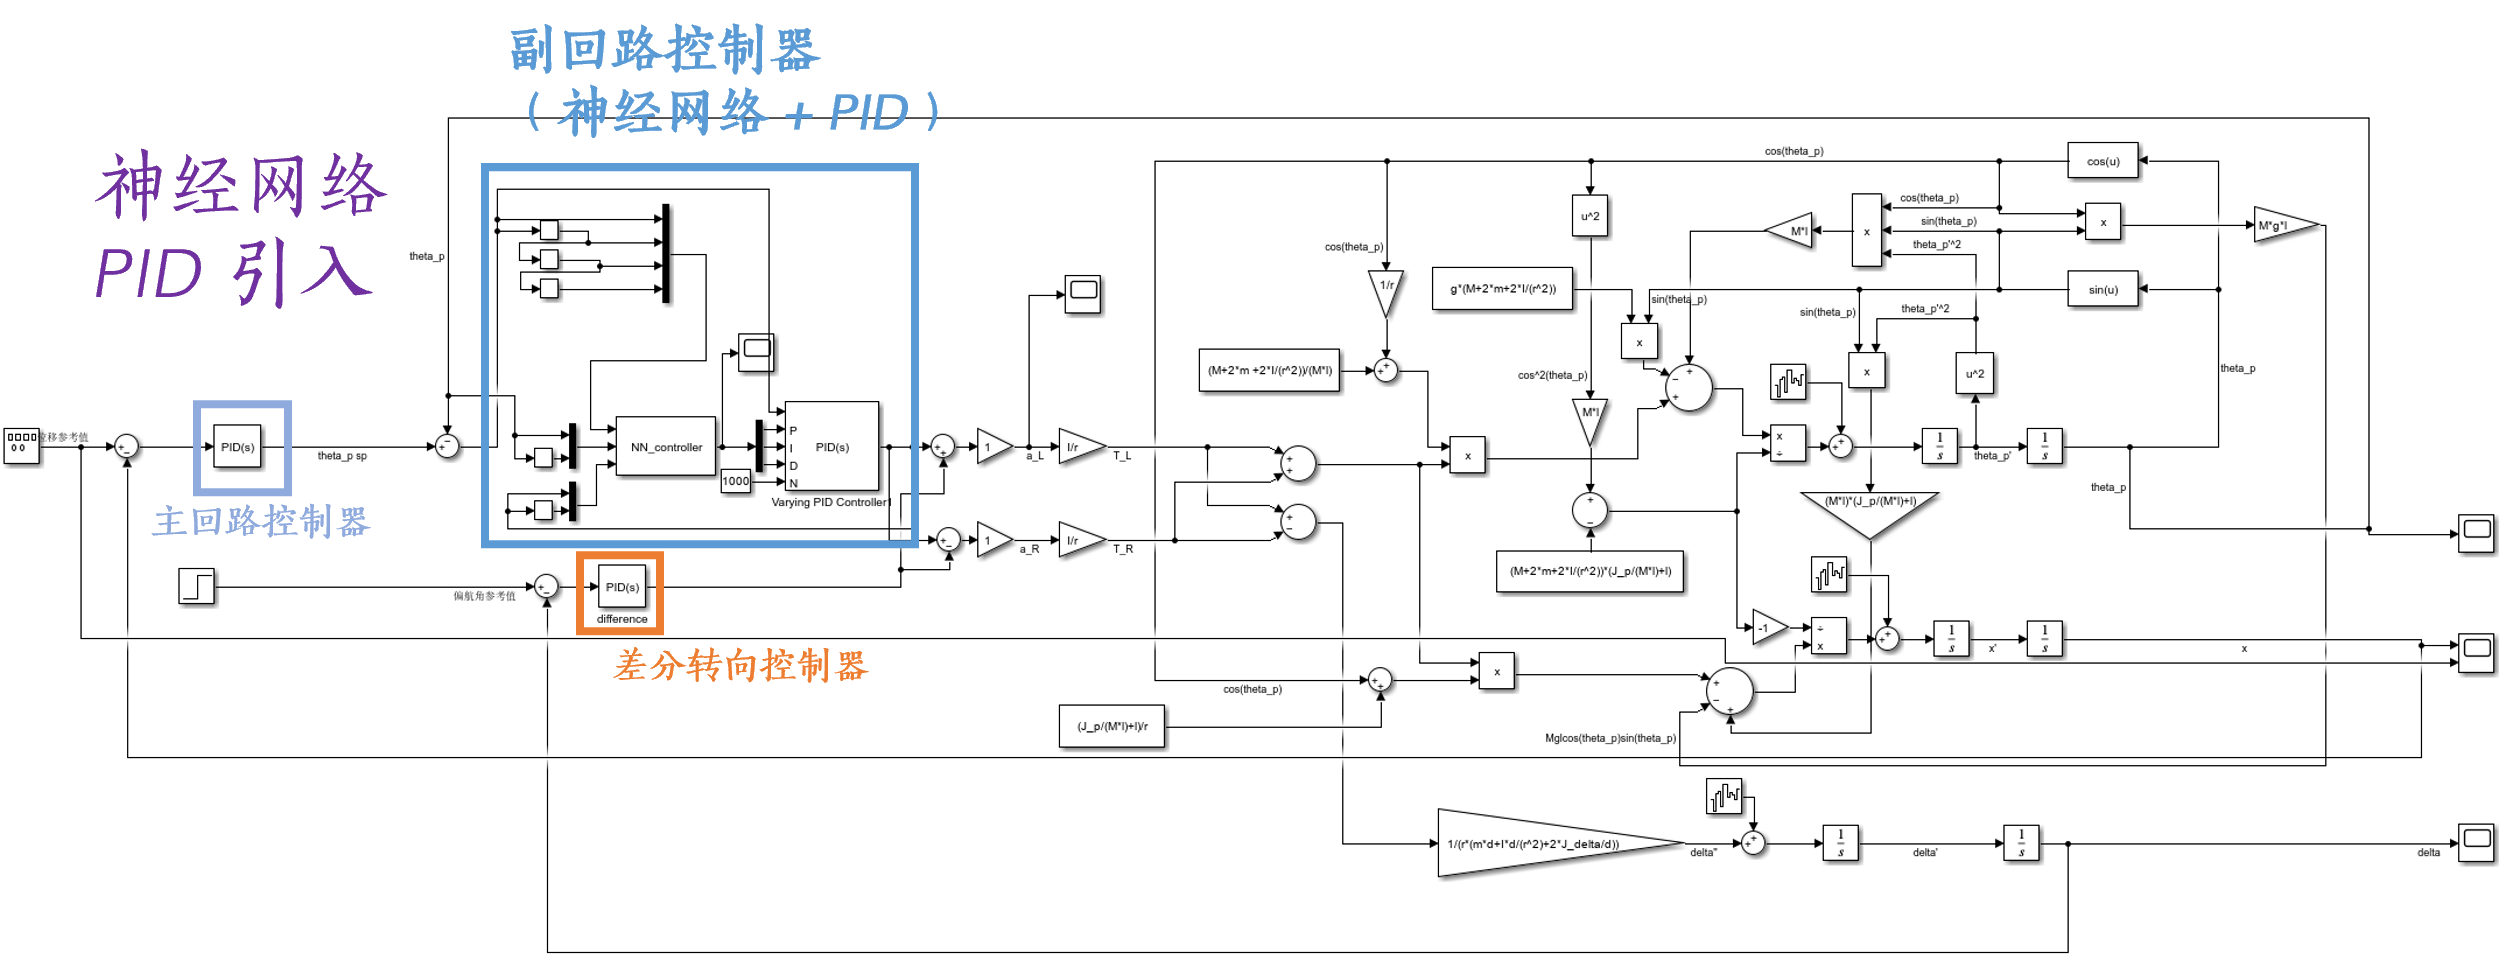 副回路控制器
（ 神经网络 + PID ）
神经网络
PID 引入
cos(theta_p)
cos(u)
u^2
cos(theta_p)
sin(theta_p)
theta_p'^2
x
x
M*l
M*g*l
theta_p
cos(theta_p)
1/r
g*(M+2*m+2*I/(r^2))
sin(theta_p)
sin(u)
sin(theta_p)
theta_p'^2
x
x
u^2
(M+2*m +2*I/(r^2))/(M*l)
cos^2(theta_p)
M*l
theta_p
位移参考值
PID(s)
theta_p sp
主回路控制器
NN_controller
1000
P
I
D
N
PID(s)
Varying PID Controller1
1
a_L
I/r
T_L
x
x
÷
1/s
theta_p'
1/s
theta_p
(M*l)*(J_p/(M*l)+l)
1
a_R
I/r
T_R
(M+2*m+2*I/(r^2))*(J_p/(M*l)+l)
偏航角参考值
PID(s)
difference
差分转向控制器
-1
÷
x
1/s
x'
1/s
x
cos(theta_p)
x
(J_p/(M*l)+l)/r
Mglcos(theta_p)sin(theta_p)
1/(r*(m*d+I*d/(r^2)+2*J_delta/d))
delta"
1/s
delta'
1/s
delta